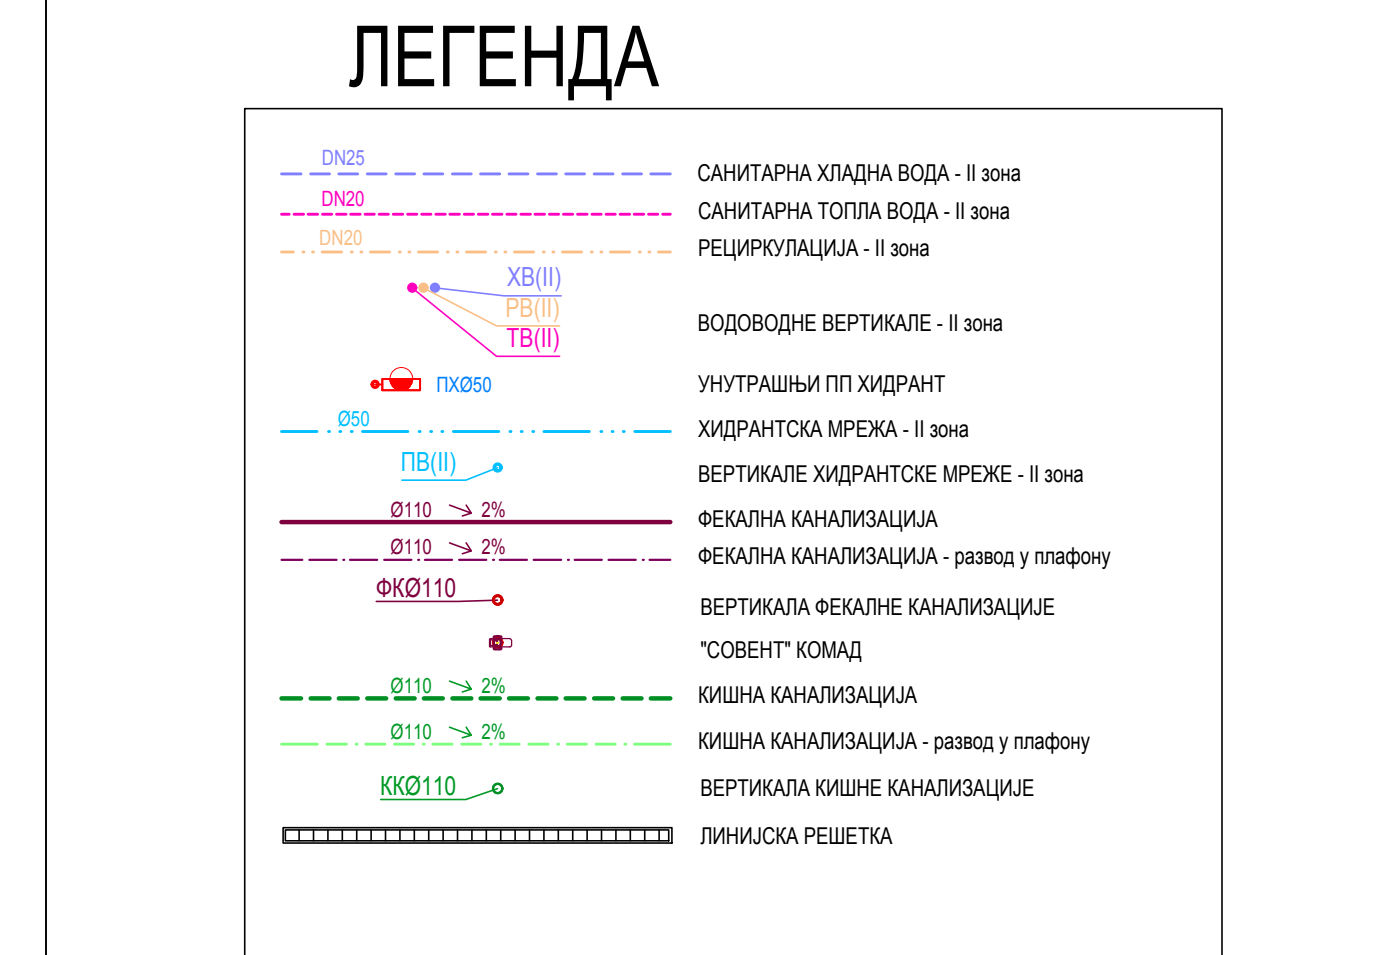 ЛЕГЕНДА
DN25
САНИТАРНА ХЛАДНА ВОДА - II зона
DN20
САНИТАРНА ТОПЛА ВОДА - II зона
DN20
РЕЦИРКУЛАЦИЈА - II зона
ХВ(II)
РВ(II)
ТВ(II)
ВОДОВОДНЕ ВЕРТИКАЛЕ - II зона
ПХØ50
УНУТРАШЊИ ПП ХИДРАНТ
Ø50
ХИДРАНТСКА МРЕЖА - II зона
ПВ(II)
ВЕРТИКАЛЕ ХИДРАНТСКЕ МРЕЖЕ - II зона
Ø110 2%
ФЕКАЛНА КАНАЛИЗАЦИЈА
Ø110 2%
ФЕКАЛНА КАНАЛИЗАЦИЈА - развод у плафону
ФКØ110
ВЕРТИКАЛА ФЕКАЛНЕ КАНАЛИЗАЦИЈЕ
"СОВЕНТ" КОМАД
Ø110 2%
КИШНА КАНАЛИЗАЦИЈА
Ø110 2%
КИШНА КАНАЛИЗАЦИЈА - развод у плафону
ККØ110
ВЕРТИКАЛА КИШНЕ КАНАЛИЗАЦИЈЕ
ЛИНИЈСКА РЕШЕТКА